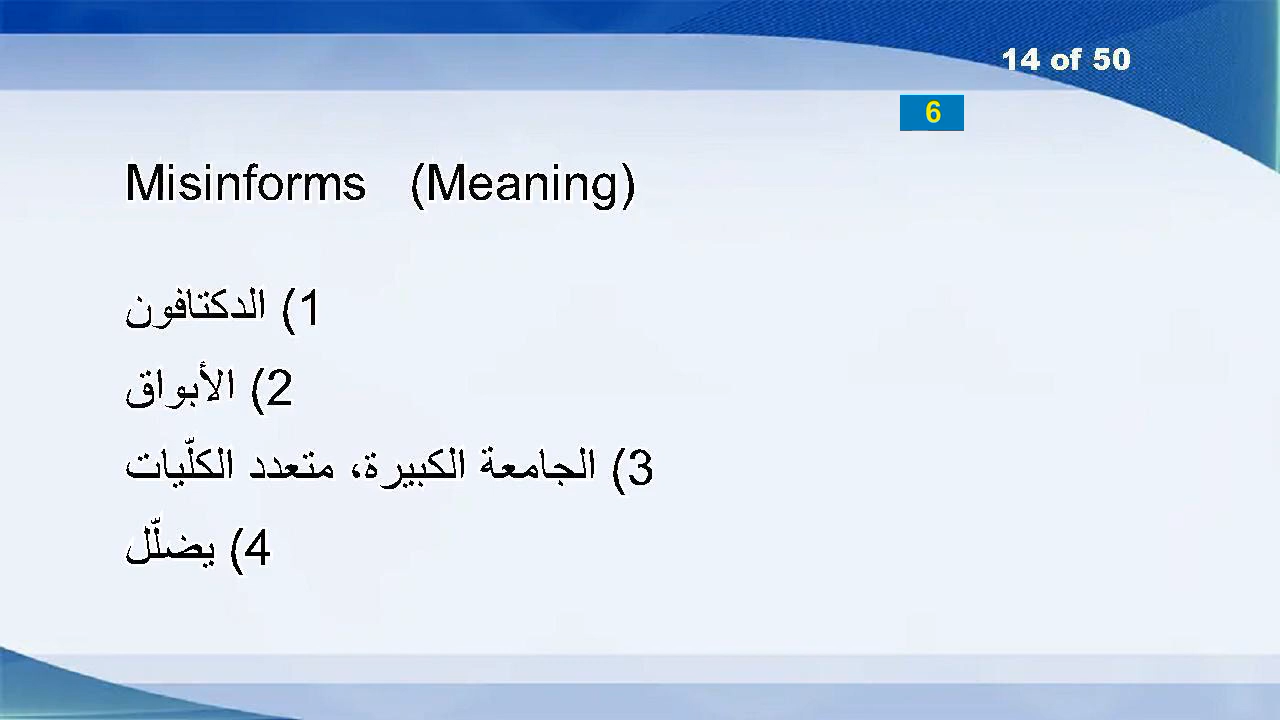 14 of 50
6
Misinforms (Meaning)
1) الدكتافون
2) الأبواق
3) الجامعة الكبيرة، متعدد الكلّيات
4) يضلّل